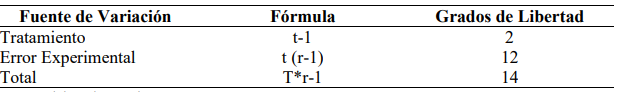 Fuente de Variación Fórmula Grados de Libertad
Tratamiento t-1 2
Error Experimental t (r-1) 12
Total T*r-1 14